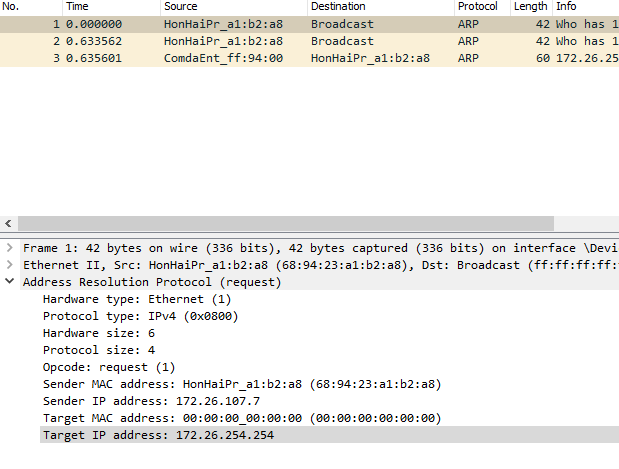 No. Time Source Destination Protocol Length Info
1 0.000000 HonHaiPr_a1:b2:a8 Broadcast ARP 42 Who has 1
2 0.633562 HonHaiPr_a1:b2:a8 Broadcast ARP 42 Who has 1
3 0.635601 ComdaEnt_ff:94:00 HonHaiPr_a1:b2:a8 ARP 60 172.26.25
Frame 1: 42 bytes on wire (336 bits), 42 bytes captured (336 bits) on interface \Devi
Ethernet II, Src: HonHaiPr_a1:b2:a8 (68:94:23:a1:b2:a8), Dst: Broadcast (ff:ff:ff:ff:
Address Resolution Protocol (request)
Hardware type: Ethernet (1)
Protocol type: IPv4 (0x0800)
Hardware size: 6
Protocol size: 4
Opcode: request (1)
Sender MAC address: HonHaiPr_a1:b2:a8 (68:94:23:a1:b2:a8)
Sender IP address: 172.26.107.7
Target MAC address: 00:00:00_00:00:00 (00:00:00:00:00:00)
Target IP address: 172.26.254.254